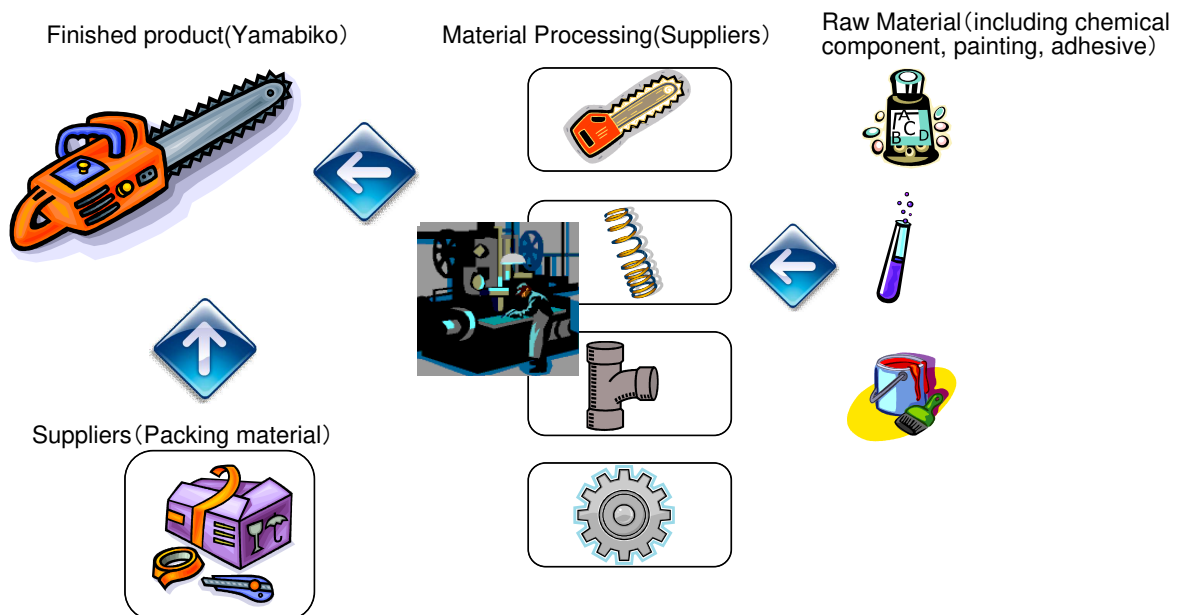 Finished product(Yamabiko）
Material Processing(Suppliers）
Raw Material（including chemical
component, painting, adhesive）
A
C
B D
Suppliers（Packing material）